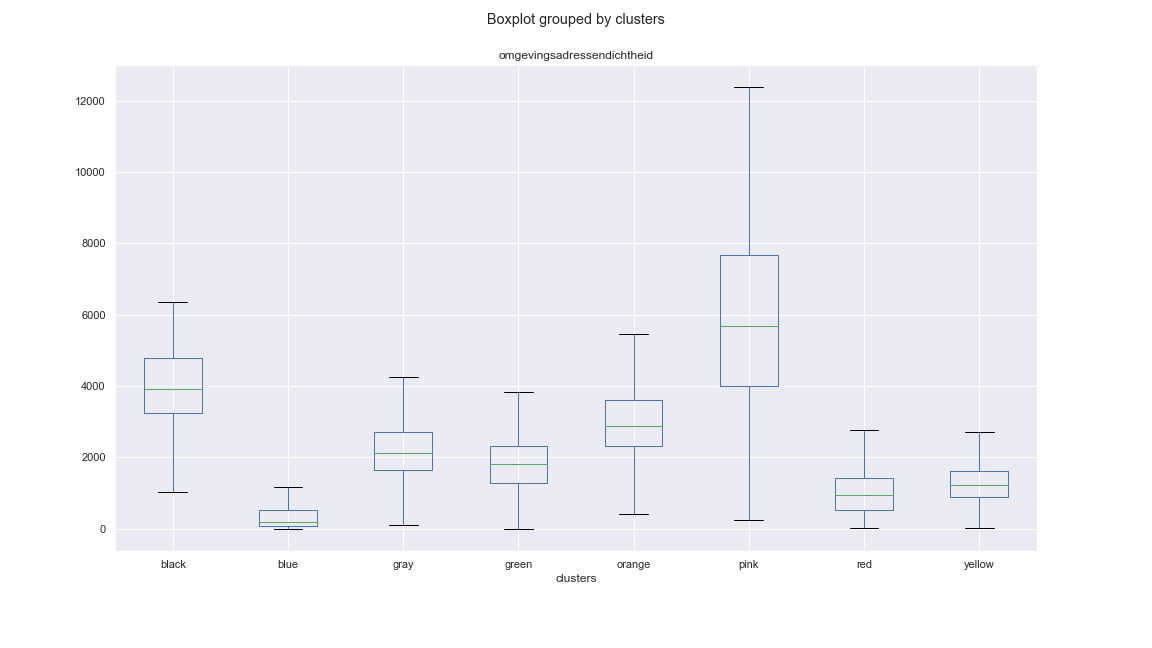 Boxplot grouped by clusters
omgevingsadressendichtheid
12000
10000
8000
6000
4000
2000
0
black blue gray green orange pink red yellow
clusters